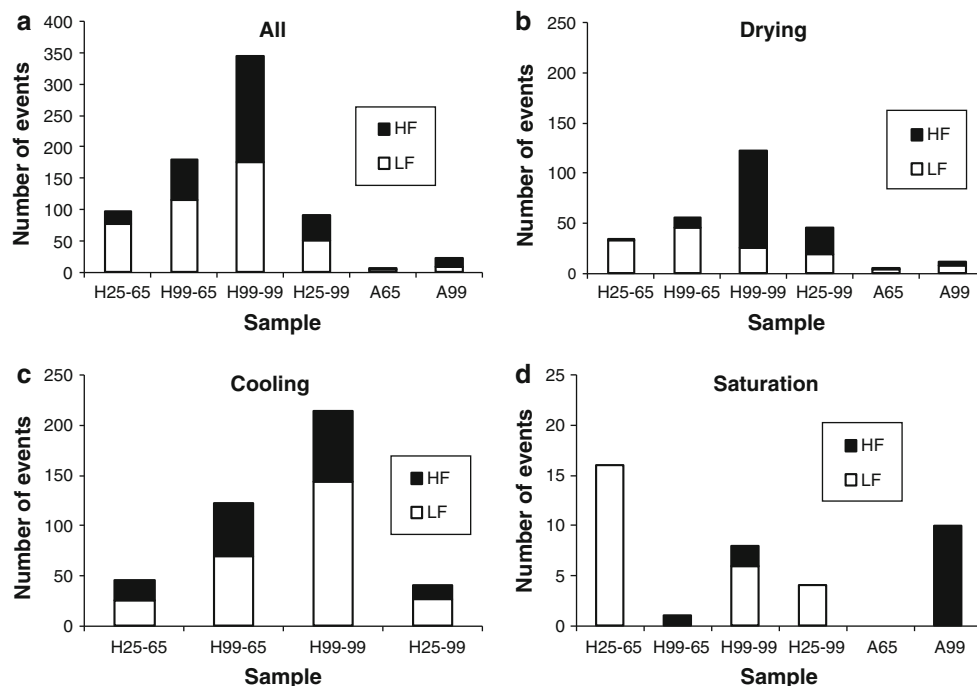 a
All
400
350
300
250
200
150
100
50
0
Number of events
HF
LF
H25-65 H99-65 H99-99 H25-99 A65 A99
Sample
b
Drying
250
200
150
100
50
0
Number of events
HF
LF
H25-65 H99-65 H99-99 H25-99 A65 A99
Sample
c
Cooling
250
200
150
100
50
0
Number of events
HF
LF
H25-65 H99-65 H99-99 H25-99
Sample
d
Saturation
25
20
15
10
5
0
Number of events
HF
LF
H25-65 H99-65 H99-99 H25-99 A65 A99
Sample